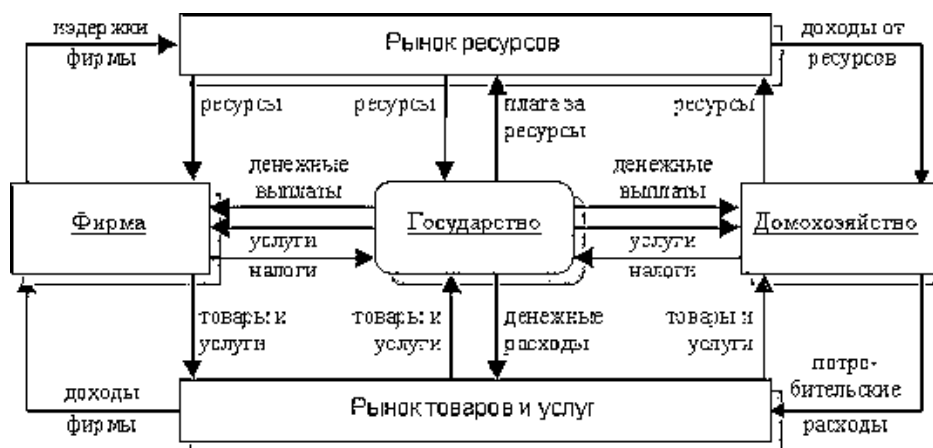 издержки
фирмы
Рынок ресурсов
доходы от
ресурсов
ресурсы
ресурсы
плата за
ресурсы
ресурсы
денежные
выплаты
денежные
выплаты
Фирма
Государство
Домохозяйство
услуги
налоги
услуги
налоги
товары и
услуги
товары и
услуги
денежные
расходы
товары и
услуги
доходы
фирмы
Рынок товаров и услуг
потре-
бительские
расходы